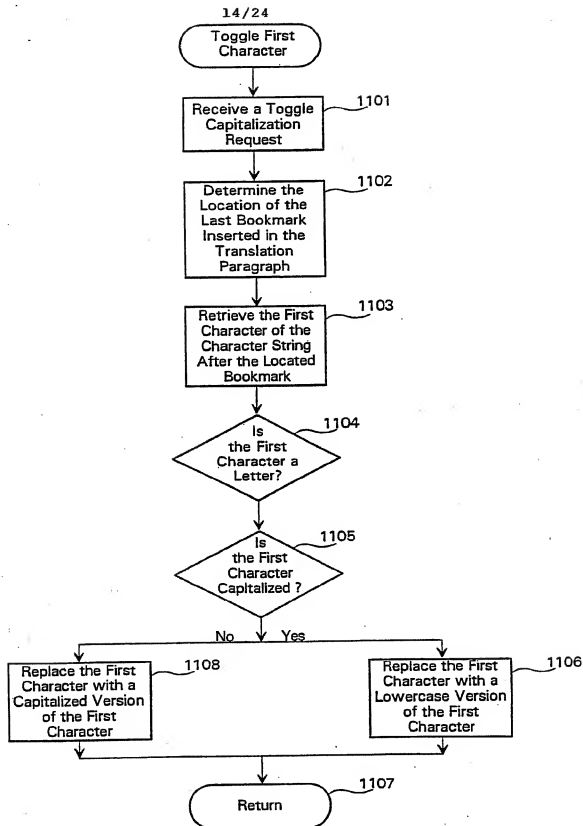 14/24
Toggle First
Character
1101
Receive a Toggle
Capitalization
Request
1102
Determine the
Location of the
Last Bookmark
Inserted in the
Translation
Paragraph
1103
Retrieve the First
Character of the
Character String
After the Located
Bookmark
1104
Is
the First
Character a
Letter?
1105
Is
the First
Character
Capitalized ?
No Yes
1108
Replace the First
Character with a
Capitalized Version
of the First
Character
1106
Replace the First
Character with a
Lowercase Version
of the First
Character
1107
Return